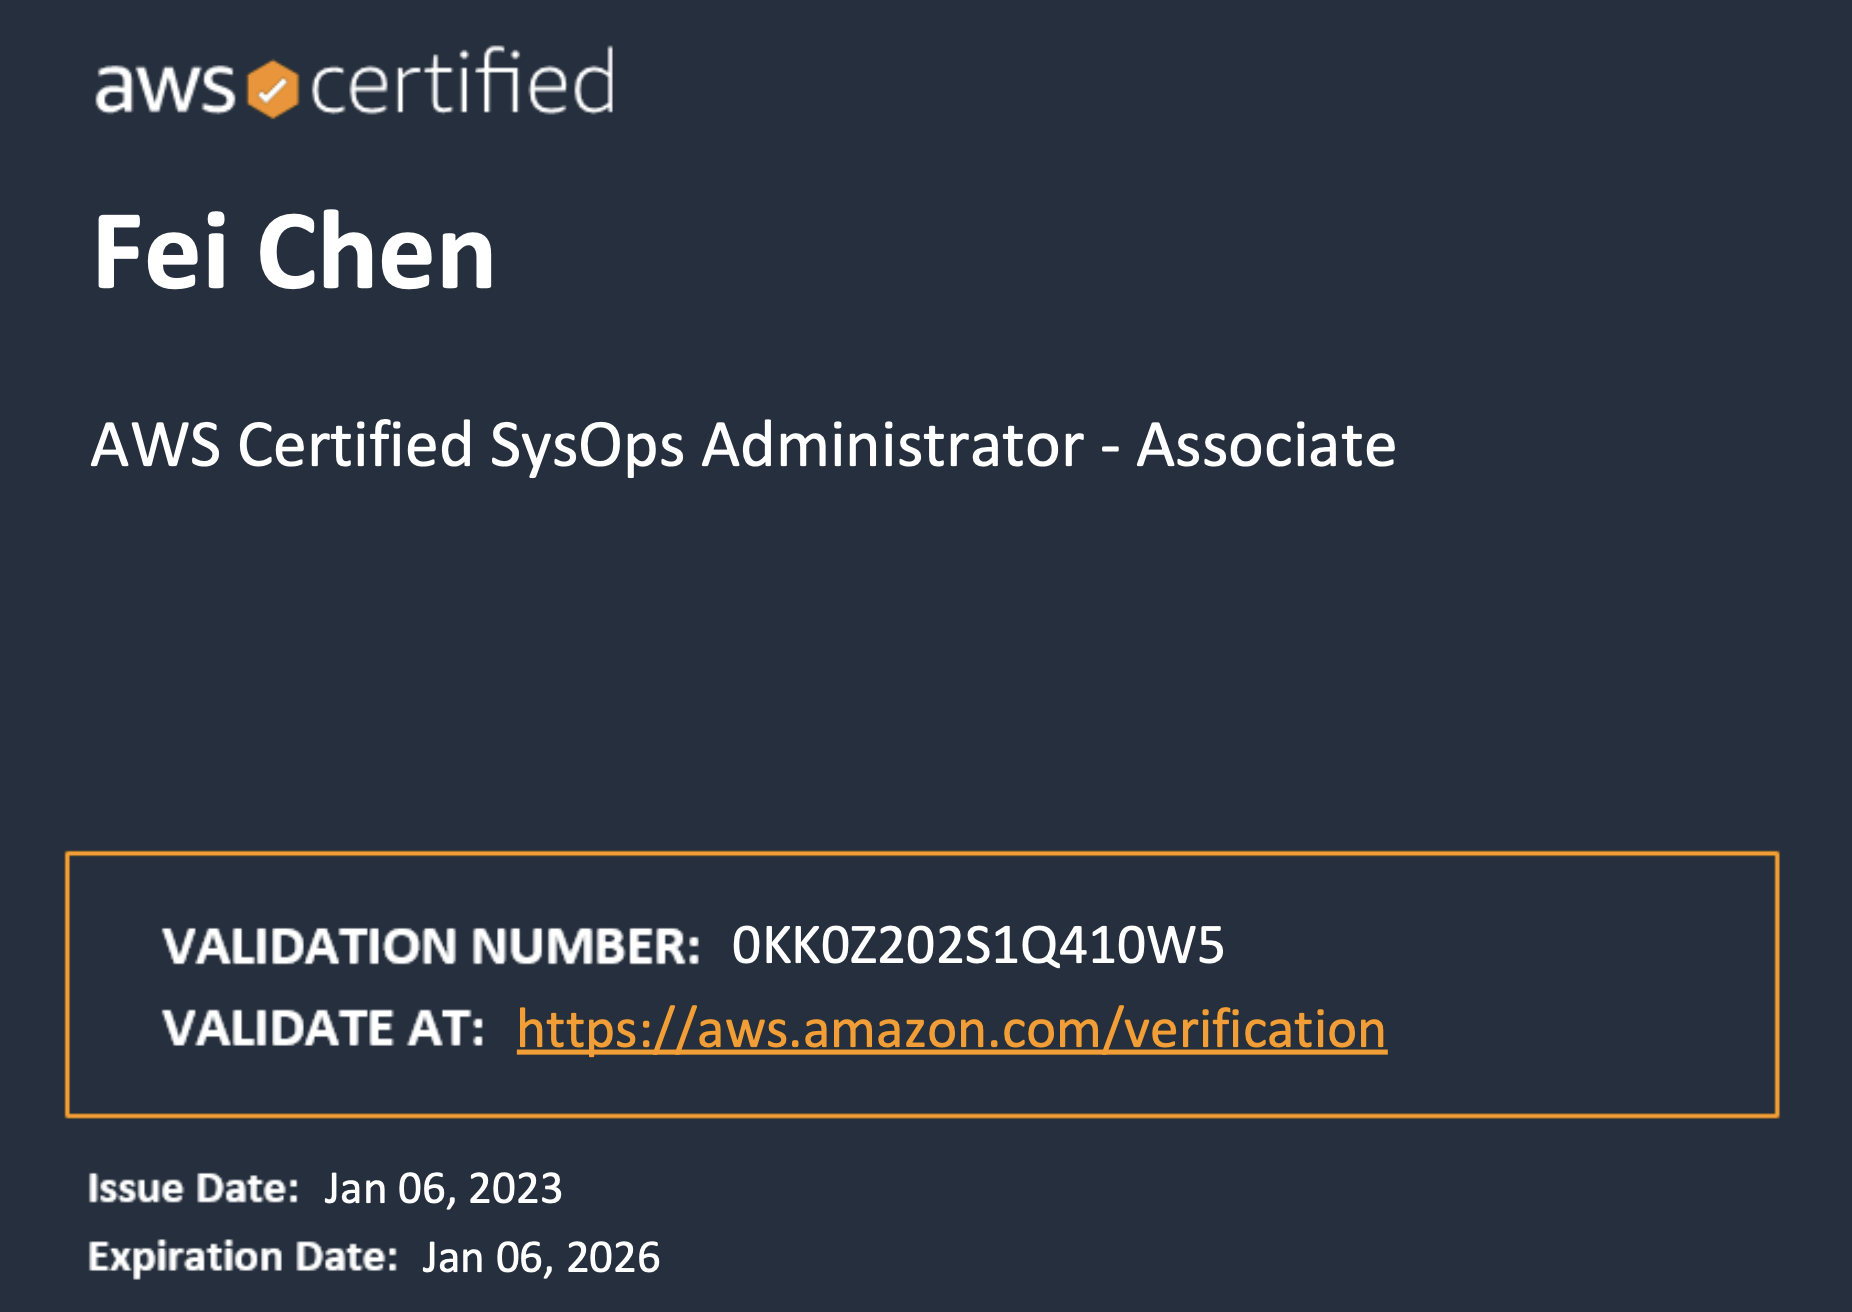 aws certified
Fei Chen
AWS Certified SysOps Administrator - Associate
VALIDATION NUMBER: 0KK0Z202S1Q410W5
VALIDATE AT: https://aws.amazon.com/verification
Issue Date: Jan 06, 2023
Expiration Date: Jan 06, 2026